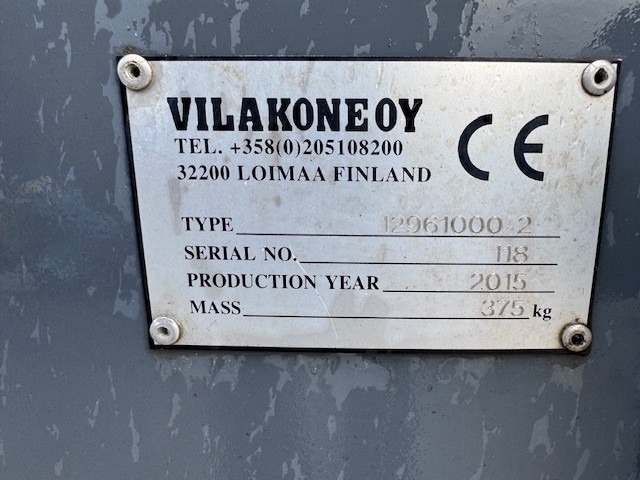 VILAKONE OY
TEL. +358(0)205108200
32200 LOIMAA FINLAND
CE
TYPE 12961000 2
SERIAL NO. 118
PRODUCTION YEAR 2015
MASS 375 kg